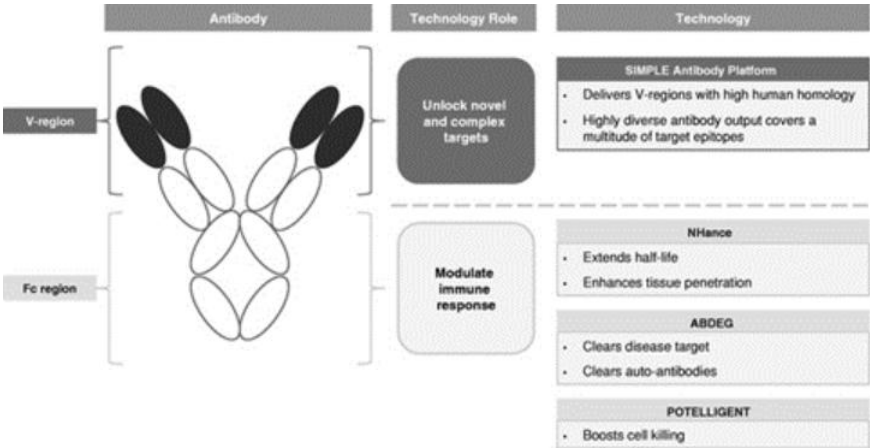 Antibody
Technology Role
Technology
V-region
Unlock novel
and complex
targets
SIMPLE Antibody Platform
• Delivers V-regions with high human homology
• Highly diverse antibody output covers a
multitude of target epitopes
Fc region
Modulate
immune
response
NHance
• Extends half-life
• Enhances tissue penetration
ABDEG
• Clears disease target
• Clears auto-antibodies
POTELLIGENT
• Boosts cell killing